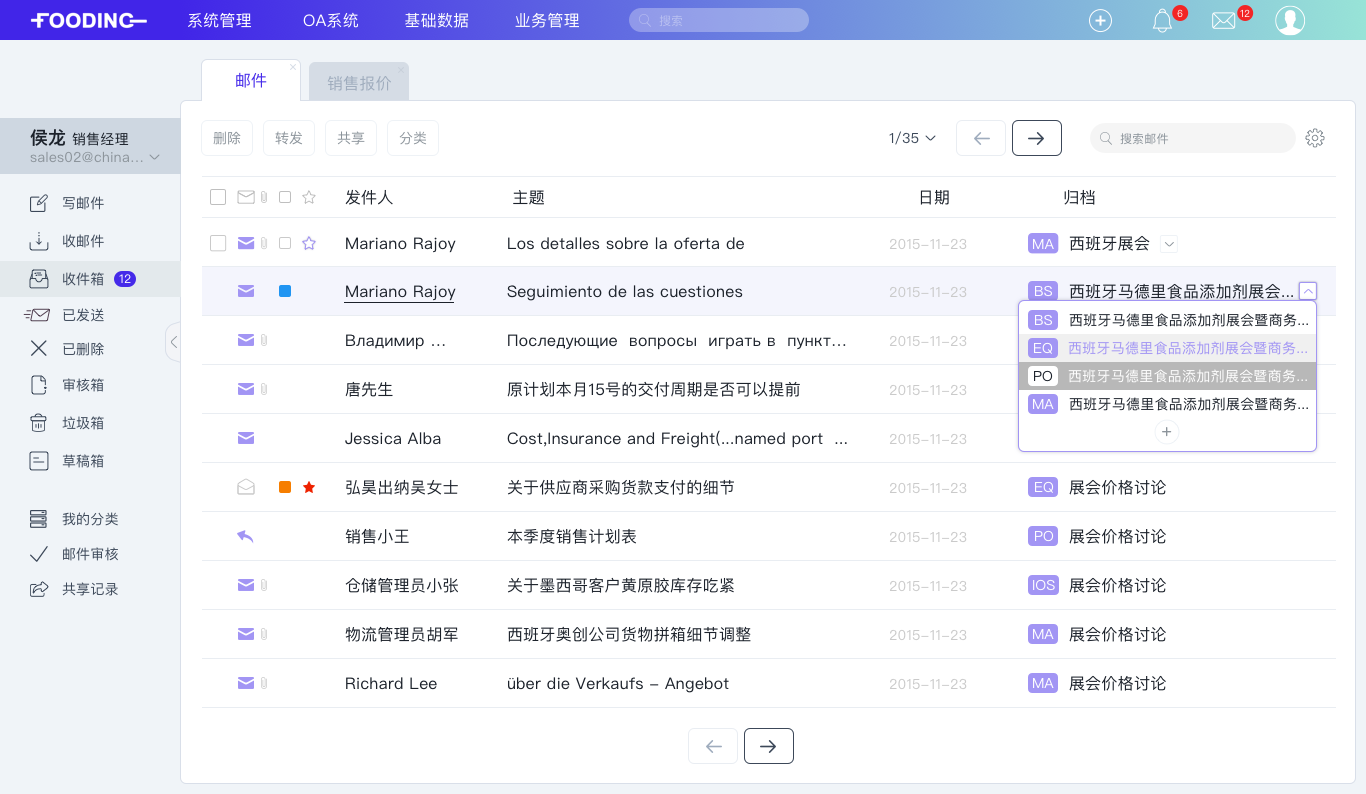 FOODING 系统管理 OA系统 基础数据 业务管理 搜索 6 12
邮件 销售报价
侯龙 销售经理
sales02@china...
写邮件
收邮件
收件箱 12
已发送
已删除
审核箱
垃圾箱
草稿箱
我的分类
邮件审核
共享记录
删除 转发 共享 分类 1/35 搜索邮件
发件人 主题 日期 归档
Mariano Rajoy Los detalles sobre la oferta de 2015-11-23 MA 西班牙展会
Mariano Rajoy Seguimiento de las cuestiones 2015-11-23 BS 西班牙马德里食品添加剂展会...
BS 西班牙马德里食品添加剂展会暨商务...
EQ 西班牙马德里食品添加剂展会暨商务...
PO 西班牙马德里食品添加剂展会暨商务...
MA 西班牙马德里食品添加剂展会暨商务...
Владимир ... Последующие вопросы играть в пункт... 2015-11-23
唐先生 原计划本月15号的交付周期是否可以提前 2015-11-23
Jessica Alba Cost,Insurance and Freight(...named port ... 2015-11-23
弘昊出纳吴女士 关于供应商采购货款支付的细节 2015-11-23 EQ 展会价格讨论
销售小王 本季度销售计划表 2015-11-23 PO 展会价格讨论
仓储管理员小张 关于墨西哥客户黄原胶库存吃紧 2015-11-23 IOS 展会价格讨论
物流管理员胡军 西班牙奥创公司货物拼箱细节调整 2015-11-23 MA 展会价格讨论
Richard Lee über die Verkaufs – Angebot 2015-11-23 MA 展会价格讨论